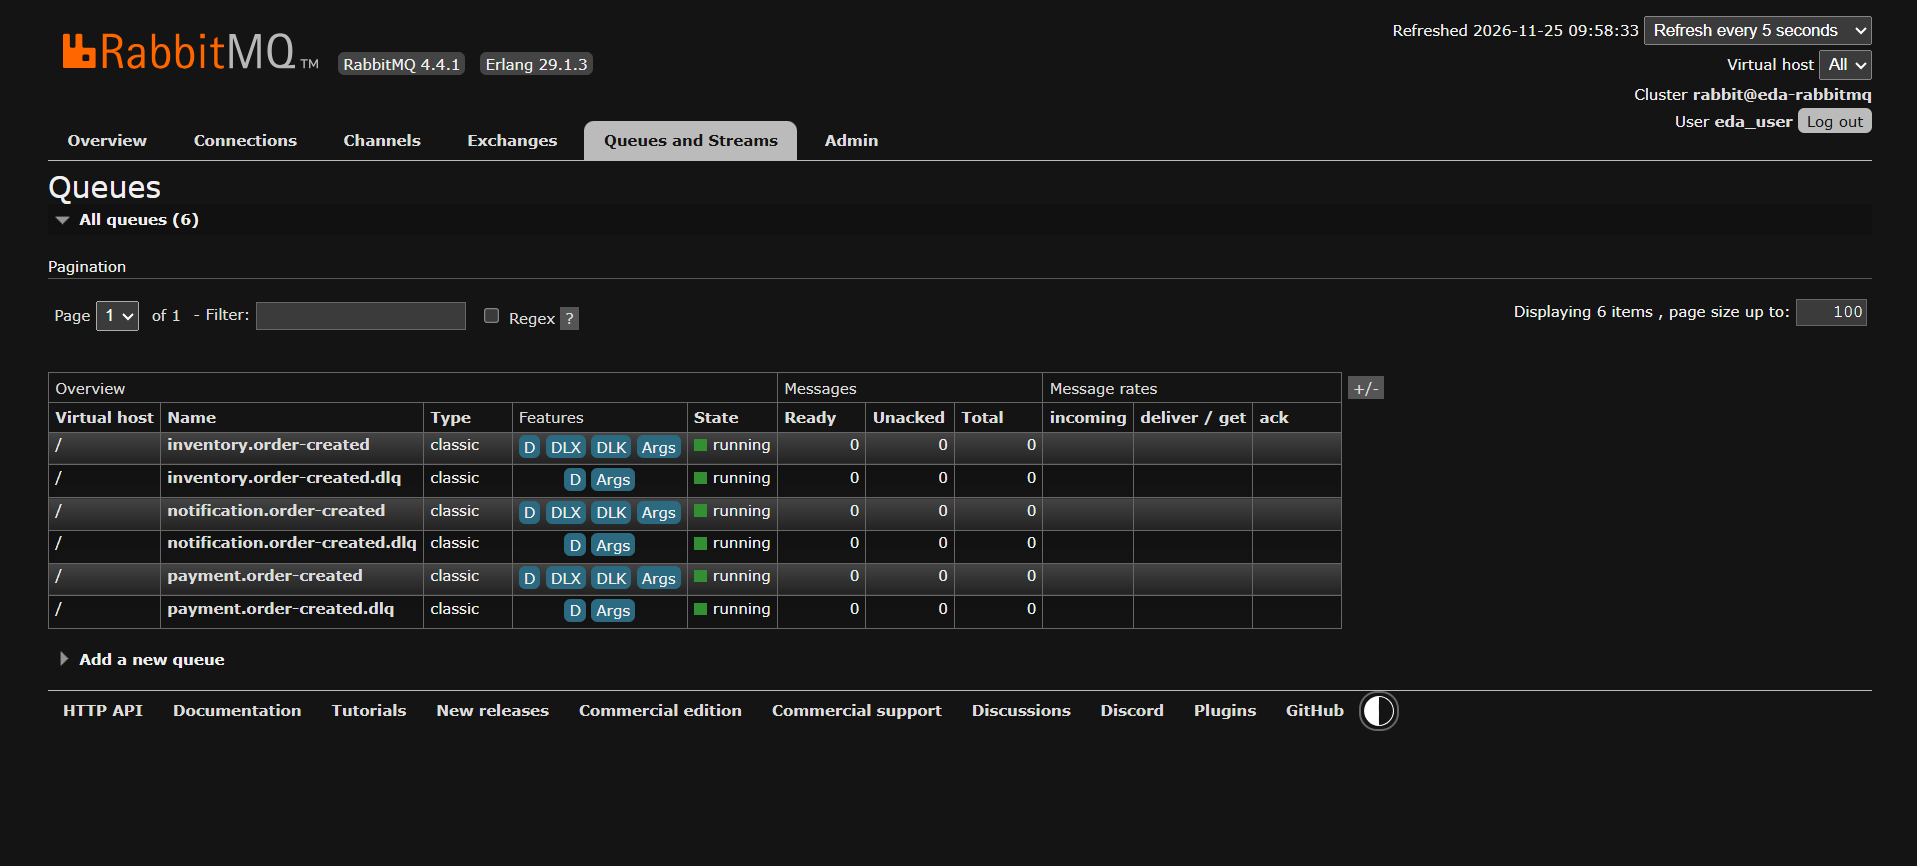 RabbitMQ TM RabbitMQ 4.4.1 Erlang 29.1.3
Refreshed 2026-11-25 09:58:33 Refresh every 5 seconds
Virtual host All
Cluster rabbit@eda-rabbitmq
User eda_user Log out
Overview Connections Channels Exchanges Queues and Streams Admin
Queues
All queues (6)
Pagination
Page 1 of 1 - Filter: Regex ? Displaying 6 items , page size up to: 100
Overview Messages Message rates +/-
Virtual host Name Type Features State Ready Unacked Total incoming deliver / get ack
/ inventory.order-created classic D DLX DLK Args running 0 0 0
/ inventory.order-created.dlq classic D Args running 0 0 0
/ notification.order-created classic D DLX DLK Args running 0 0 0
/ notification.order-created.dlq classic D Args running 0 0 0
/ payment.order-created classic D DLX DLK Args running 0 0 0
/ payment.order-created.dlq classic D Args running 0 0 0
Add a new queue
HTTP API Documentation Tutorials New releases Commercial edition Commercial support Discussions Discord Plugins GitHub